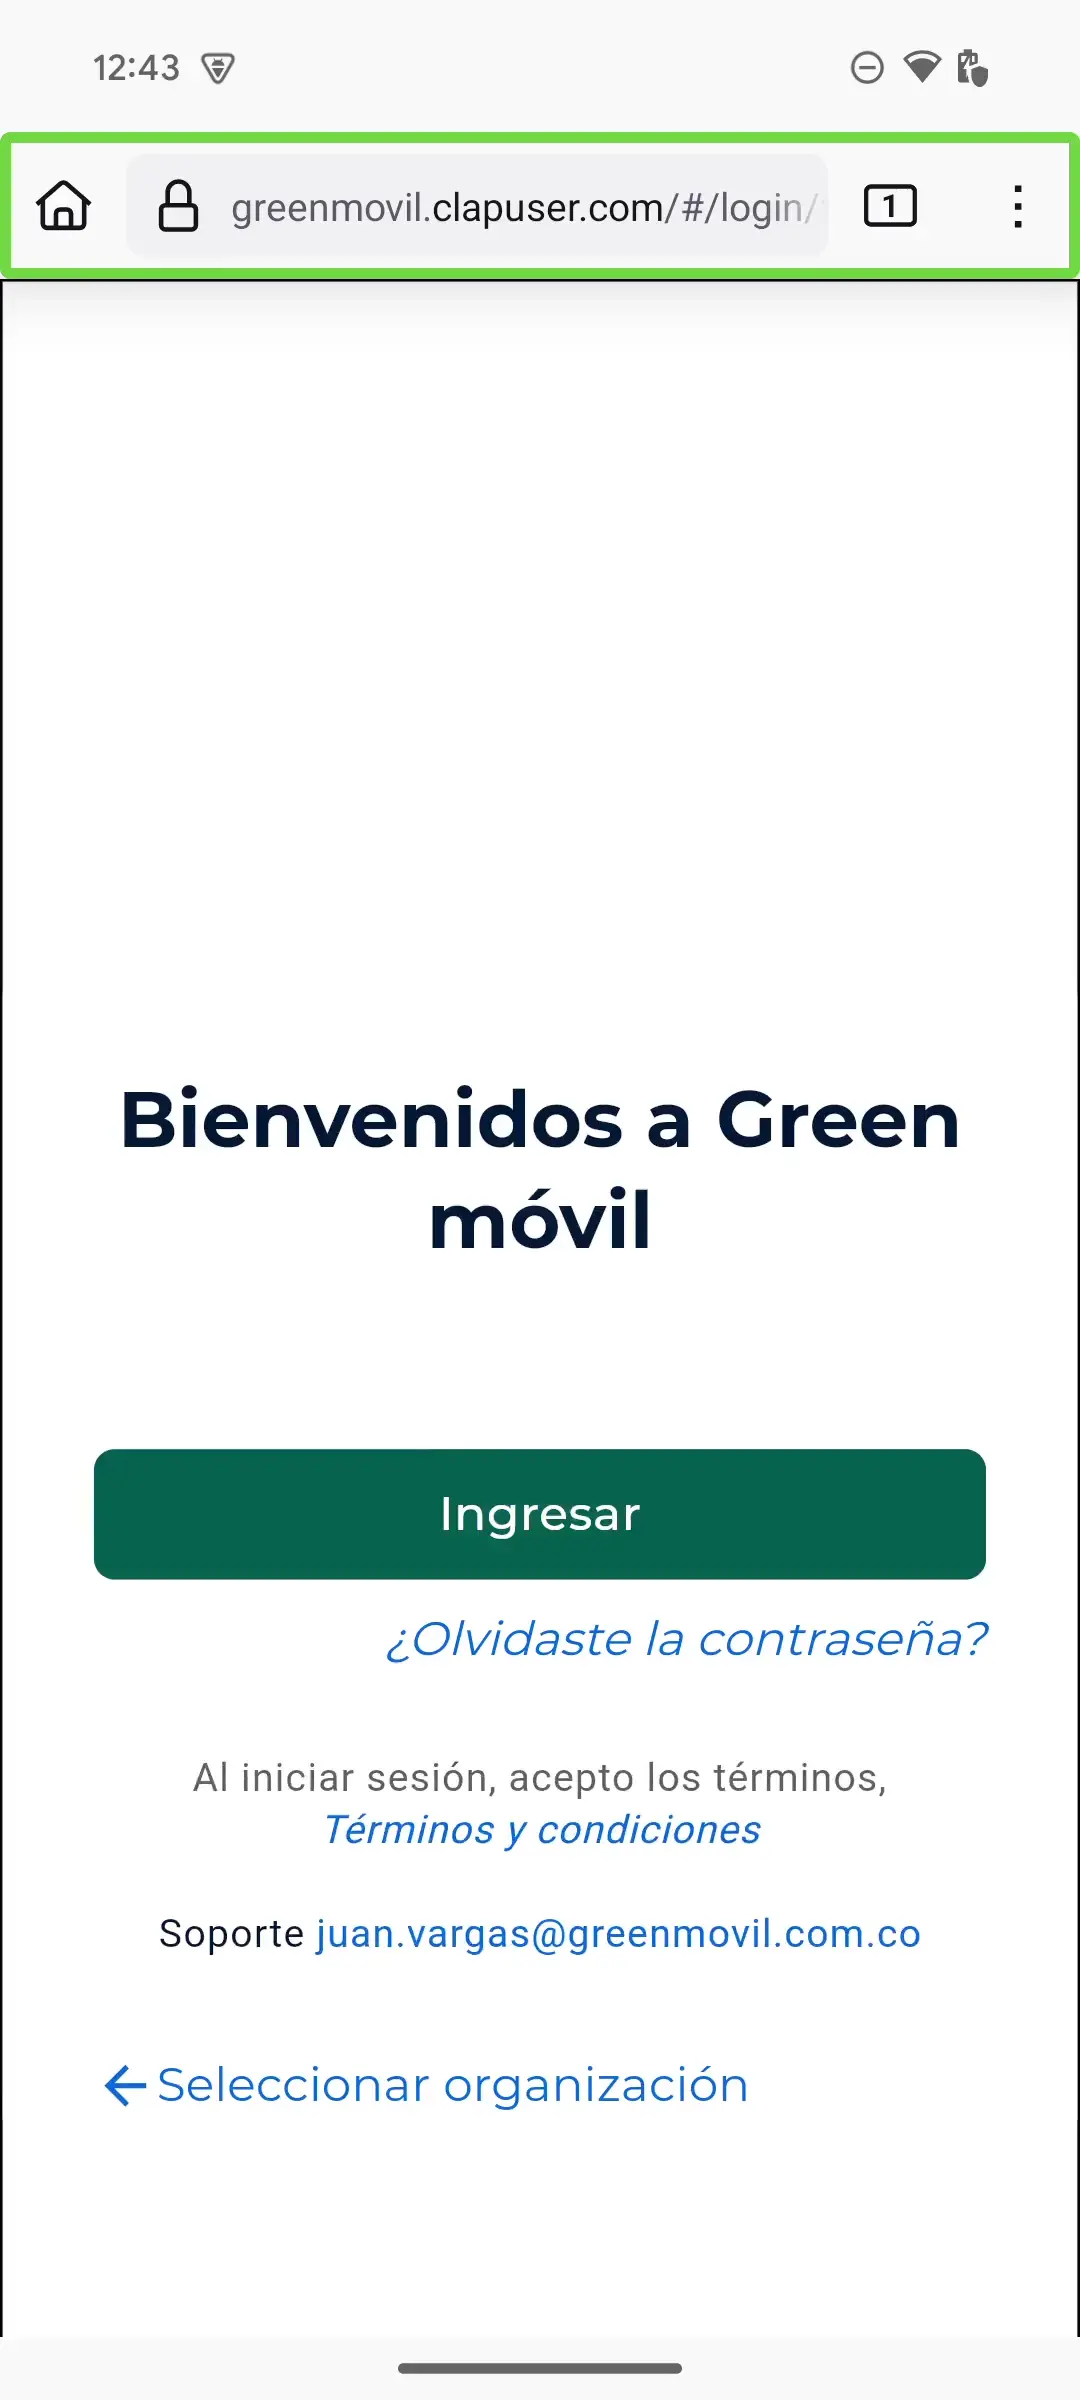 12:43
greenmovil.clapuser.com/#/login/
1
Bienvenidos a Green
móvil
Ingresar
¿Olvidaste la contraseña?
Al iniciar sesión, acepto los términos,
Términos y condiciones
Soporte juan.vargas@greenmovil.com.co
←Seleccionar organización